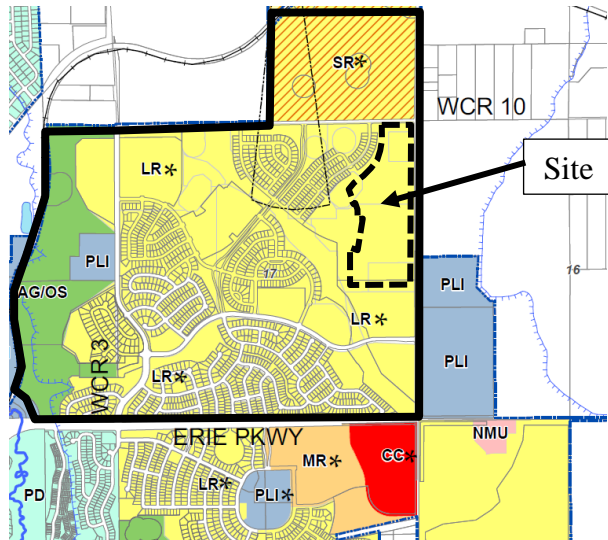 SR*
WCR 10
Site
LR*
PLI
17
16
AG/OS
PLI
LR*
PLI
WCR 3
LR*
ERIE PKWY
NMU
MR*
CC*
LR*
PLI*
PD